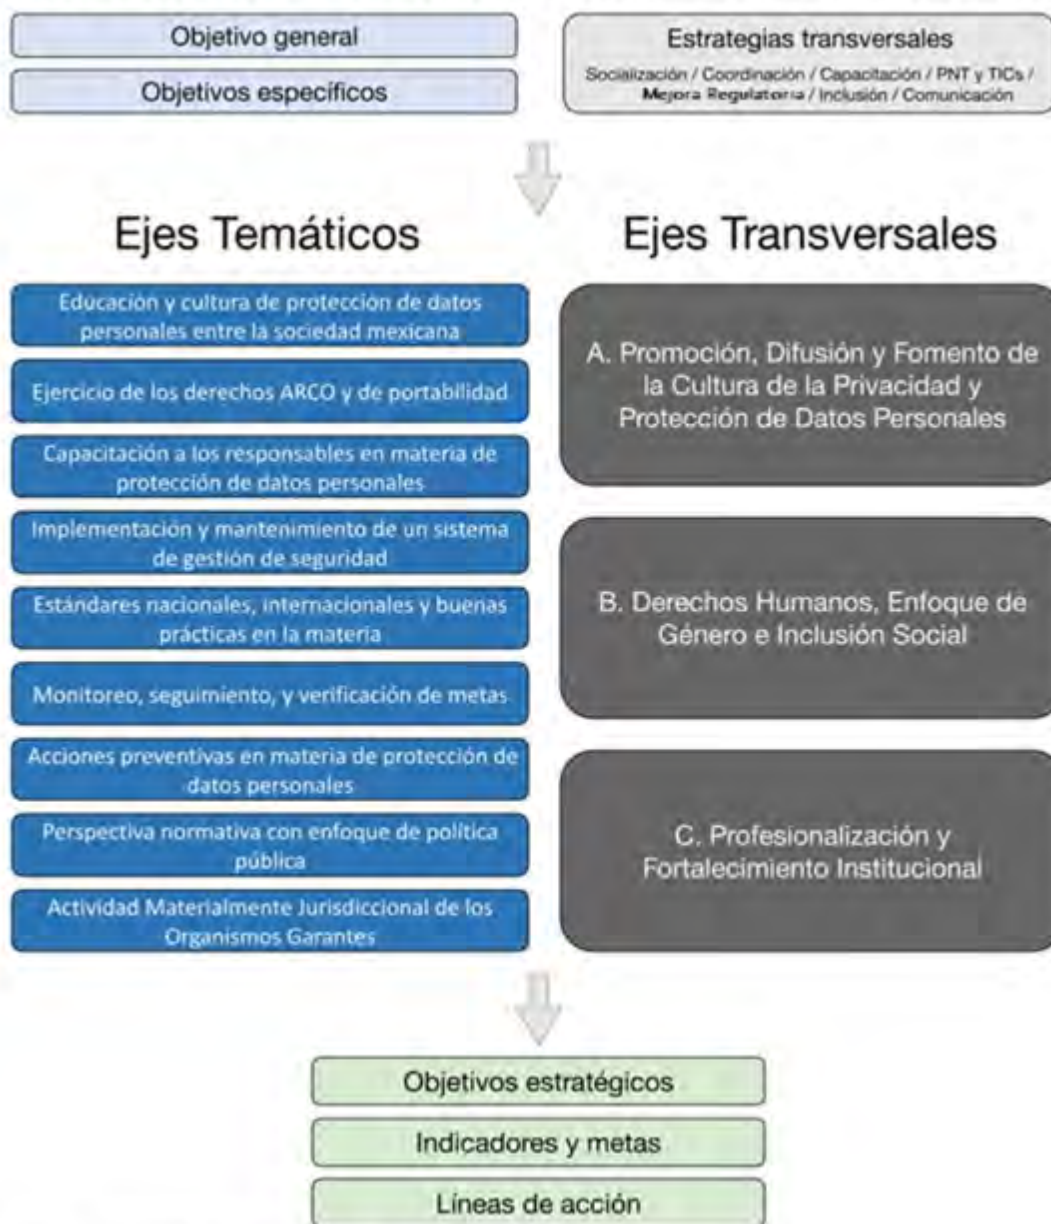 Objetivo general
Objetivos específicos
Estrategias transversales
Socialización / Coordinación / Capacitación / PNT y TICs /
Mejora Regulatoria / Inclusión / Comunicación
Ejes Temáticos
Educación y cultura de protección de datos
personales entre la sociedad mexicana
Ejercicio de los derechos ARCO y de portabilidad
Capacitación a los responsables en materia de
protección de datos personales
Implementación y mantenimiento de un sistema
de gestión de seguridad
Estándares nacionales, internacionales y buenas
prácticas en la materia
Monitoreo, seguimiento, y verificación de metas
Acciones preventivas en materia de protección de
datos personales
Perspectiva normativa con enfoque de política
pública
Actividad Materialmente Jurisdiccional de los
Organismos Garantes
Ejes Transversales
A. Promoción, Difusión y Fomento de
la Cultura de la Privacidad y
Protección de Datos Personales
B. Derechos Humanos, Enfoque de
Género e Inclusión Social
C. Profesionalización y
Fortalecimiento Institucional
Objetivos estratégicos
Indicadores y metas
Líneas de acción